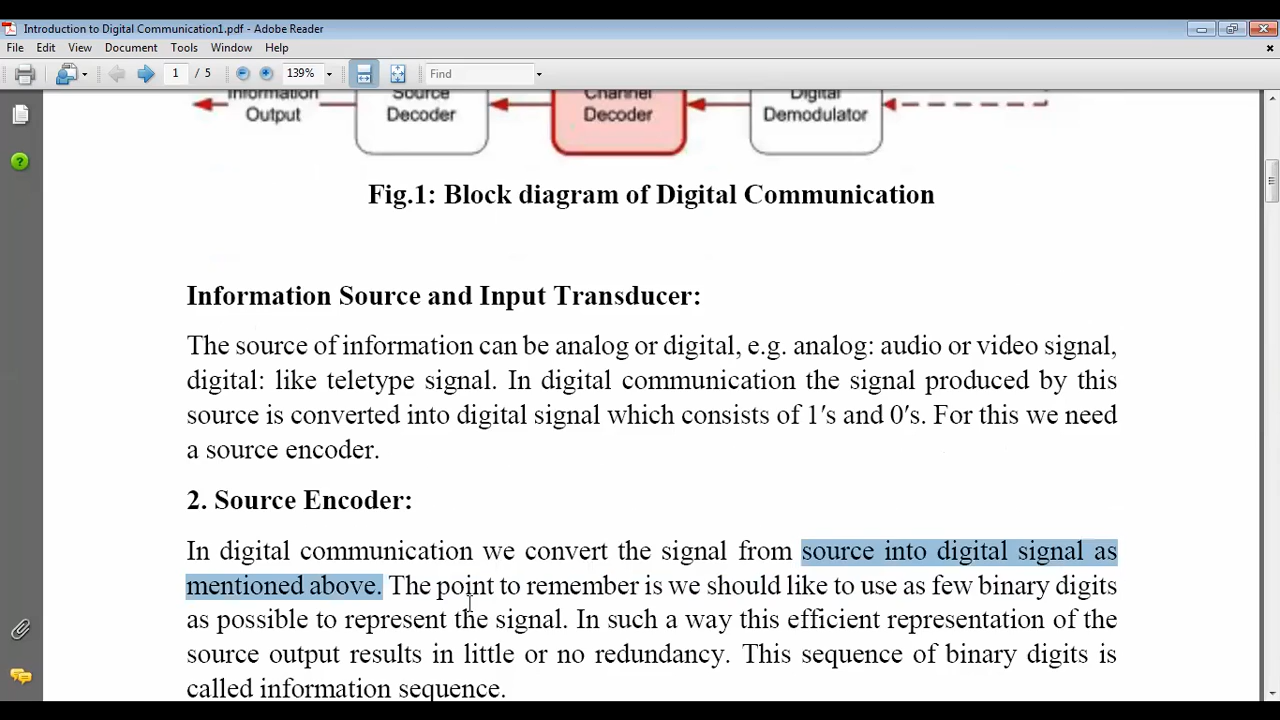 Introduction to Digital Communication1.pdf - Adobe Reader
File Edit View Document Tools Window Help
1 / 5 139% Find
Information Source Channel Digital
Output Decoder Decoder Demodulator
Fig.1: Block diagram of Digital Communication
Information Source and Input Transducer:
The source of information can be analog or digital, e.g. analog: audio or video signal,
digital: like teletype signal. In digital communication the signal produced by this
source is converted into digital signal which consists of 1′s and 0′s. For this we need
a source encoder.
2. Source Encoder:
In digital communication we convert the signal from source into digital signal as
mentioned above. The point to remember is we should like to use as few binary digits
as possible to represent the signal. In such a way this efficient representation of the
source output results in little or no redundancy. This sequence of binary digits is
called information sequence.